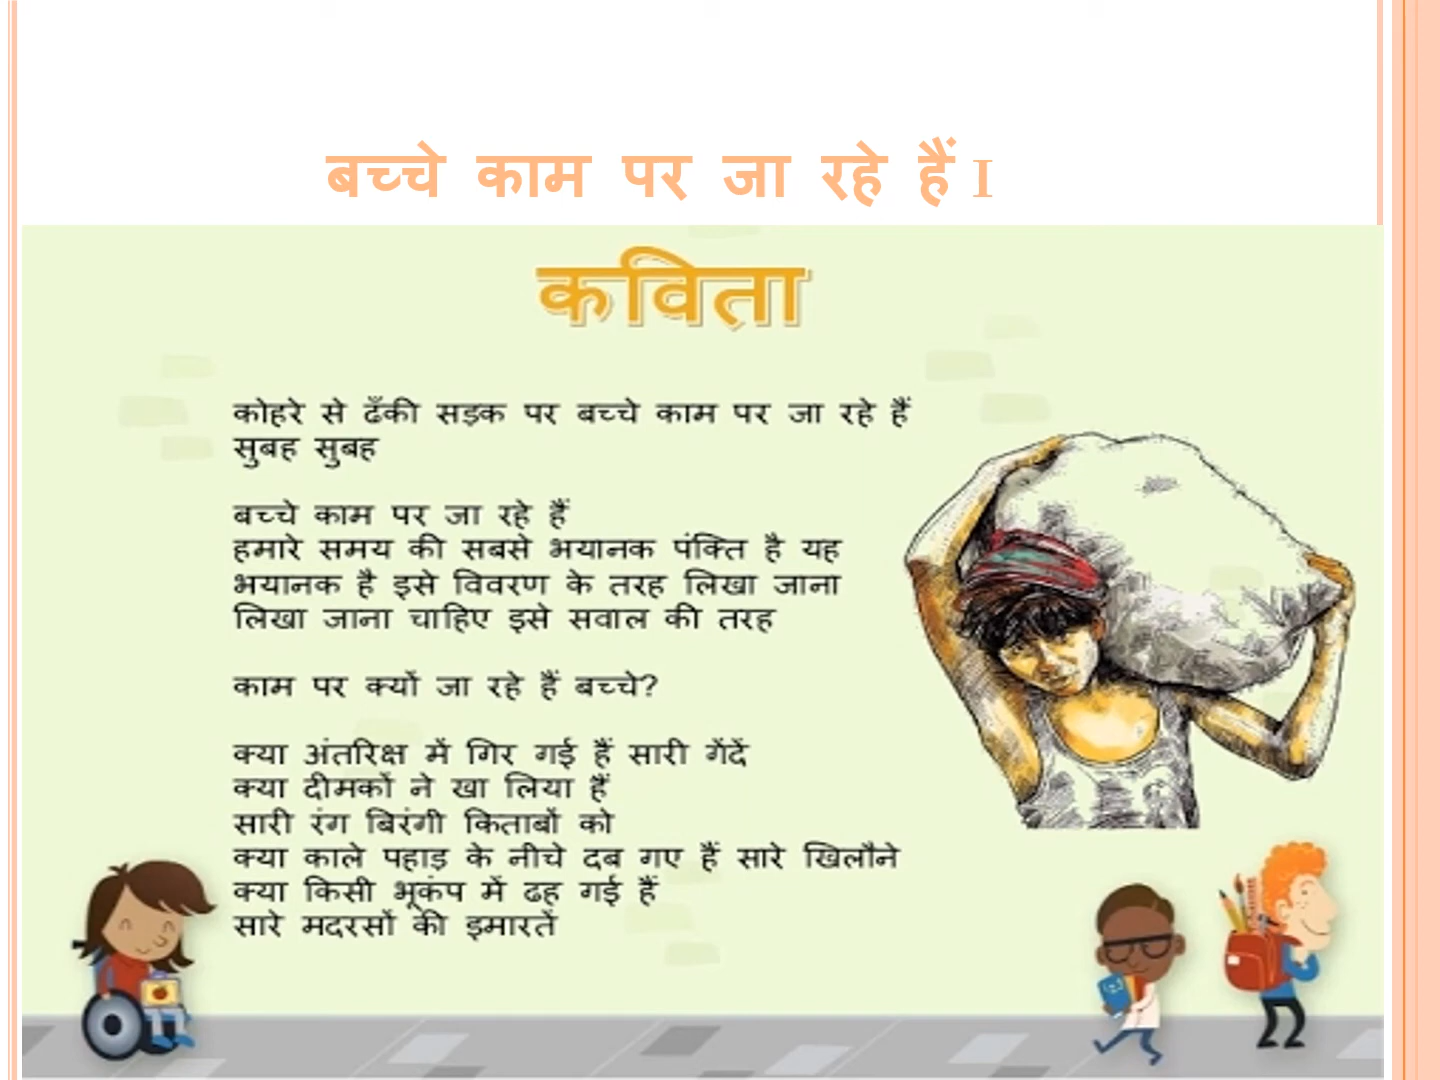 बच्चे काम पर जा रहे हैं I
कविता
कोहरे से ढँकी सड़क पर बच्चे काम पर जा रहे हैं
सुबह सुबह
बच्चे काम पर जा रहे हैं
हमारे समय की सबसे भयानक पंक्ति है यह
भयानक है इसे विवरण के तरह लिखा जाना
लिखा जाना चाहिए इसे सवाल की तरह
काम पर क्यों जा रहे हैं बच्चे?
क्या अंतरिक्ष में गिर गई हैं सारी गेंदें
क्या दीमकों ने खा लिया हैं
सारी रंग बिरंगी किताबों को
क्या काले पहाड़ के नीचे दब गए हैं सारे खिलौने
क्या किसी भूकंप में ढह गई हैं
सारे मदरसों की इमारतें